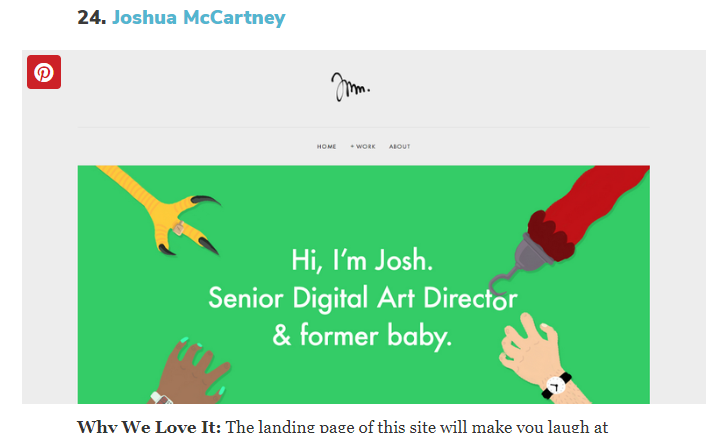 24. Joshua McCartney
Jmm.
HOME + WORK ABOUT
Hi, I'm Josh.
Senior Digital Art Director
& former baby.
Why We Love It: The landing page of this site will make you laugh at